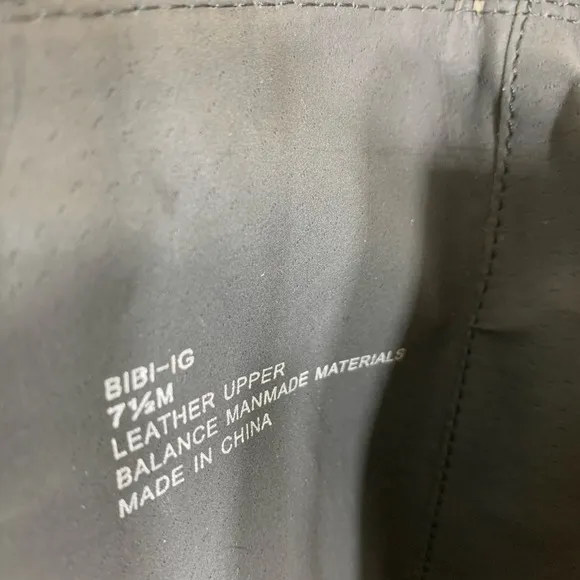 BIBI-IG
7½M
LEATHER UPPER
BALANCE MANMADE MATERIALS
MADE IN CHINA